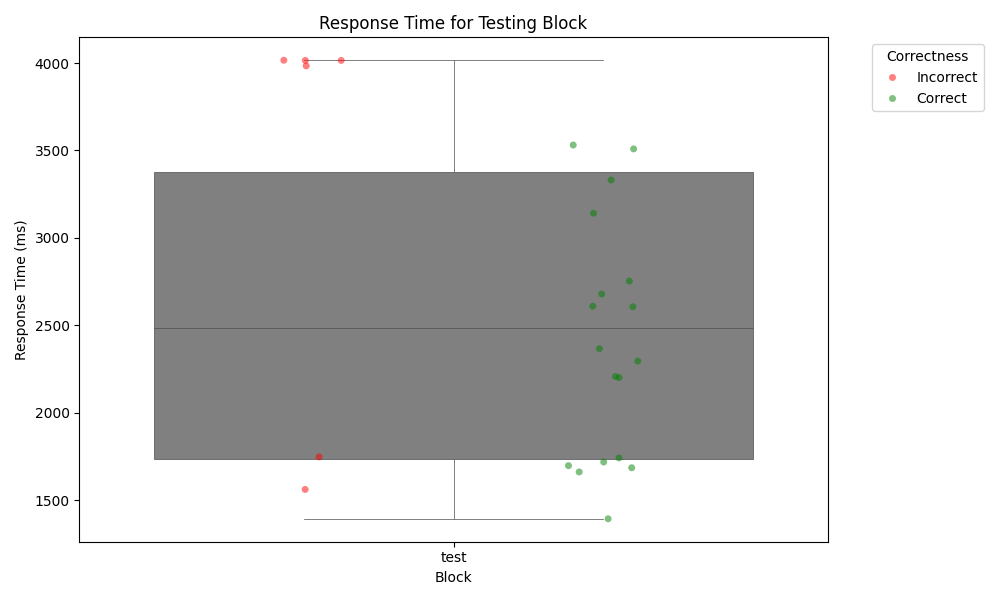 Response Time for Testing Block
Correctness
Incorrect
Correct
Response Time (ms)
4000
3500
3000
2500
2000
1500
test
Block